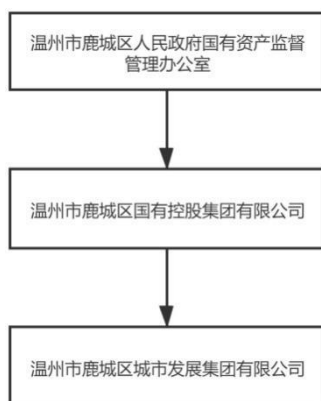 温州市鹿城区人民政府国有资产监督
管理办公室
温州市鹿城区国有控股集团有限公司
温州市鹿城区城市发展集团有限公司